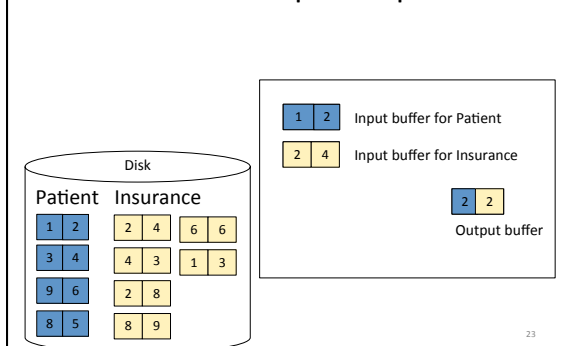 1 2 Input buffer for Patient
2 4 Input buffer for Insurance
2 2
Output buffer
Disk
Patient Insurance
1 2 2 4 6 6
3 4 4 3 1 3
9 6 2 8
8 5 8 9
23